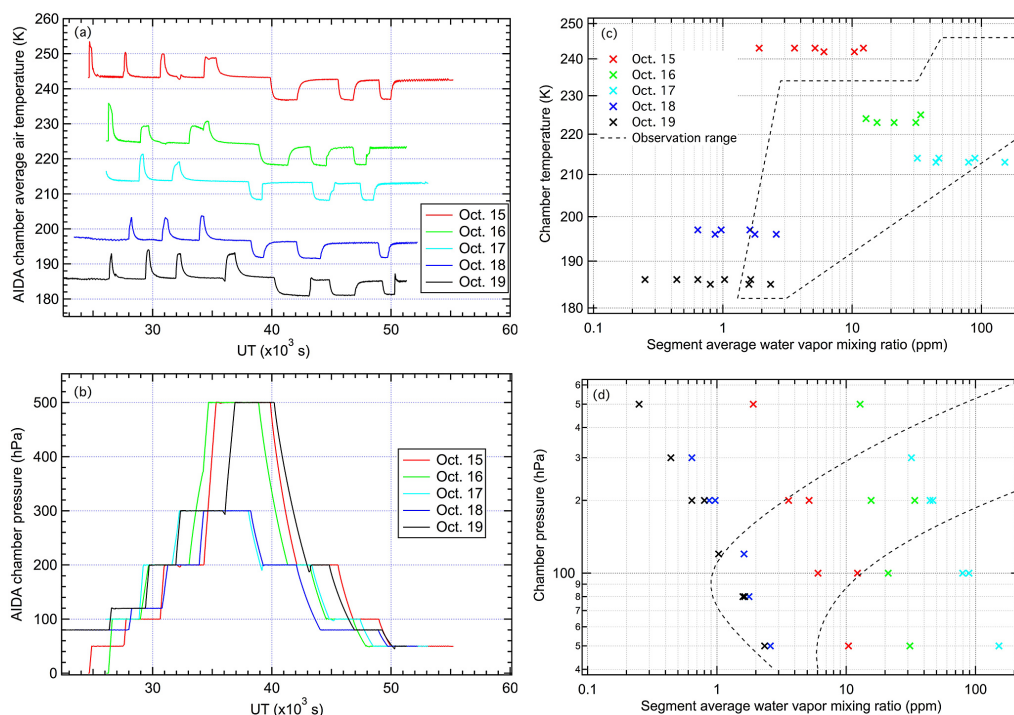 (a)
AIDA chamber average air temperature (K)
260
250
240
230
220
210
200
190
180
Oct. 15
Oct. 16
Oct. 17
Oct. 18
Oct. 19
30
40
50
60
UT (x10³ s)
(c)
Chamber temperature (K)
250
240
230
220
210
200
190
180
Oct. 15
Oct. 16
Oct. 17
Oct. 18
Oct. 19
Observation range
0.1
1
10
100
Segment average water vapor mixing ratio (ppm)
(b)
AIDA chamber pressure (hPa)
500
400
300
200
100
0
Oct. 15
Oct. 16
Oct. 17
Oct. 18
Oct. 19
30
40
50
60
UT (x10³ s)
(d)
Chamber pressure (hPa)
6
5
4
3
2
100
9
8
7
6
5
4
0.1
1
10
100
Segment average water vapor mixing ratio (ppm)